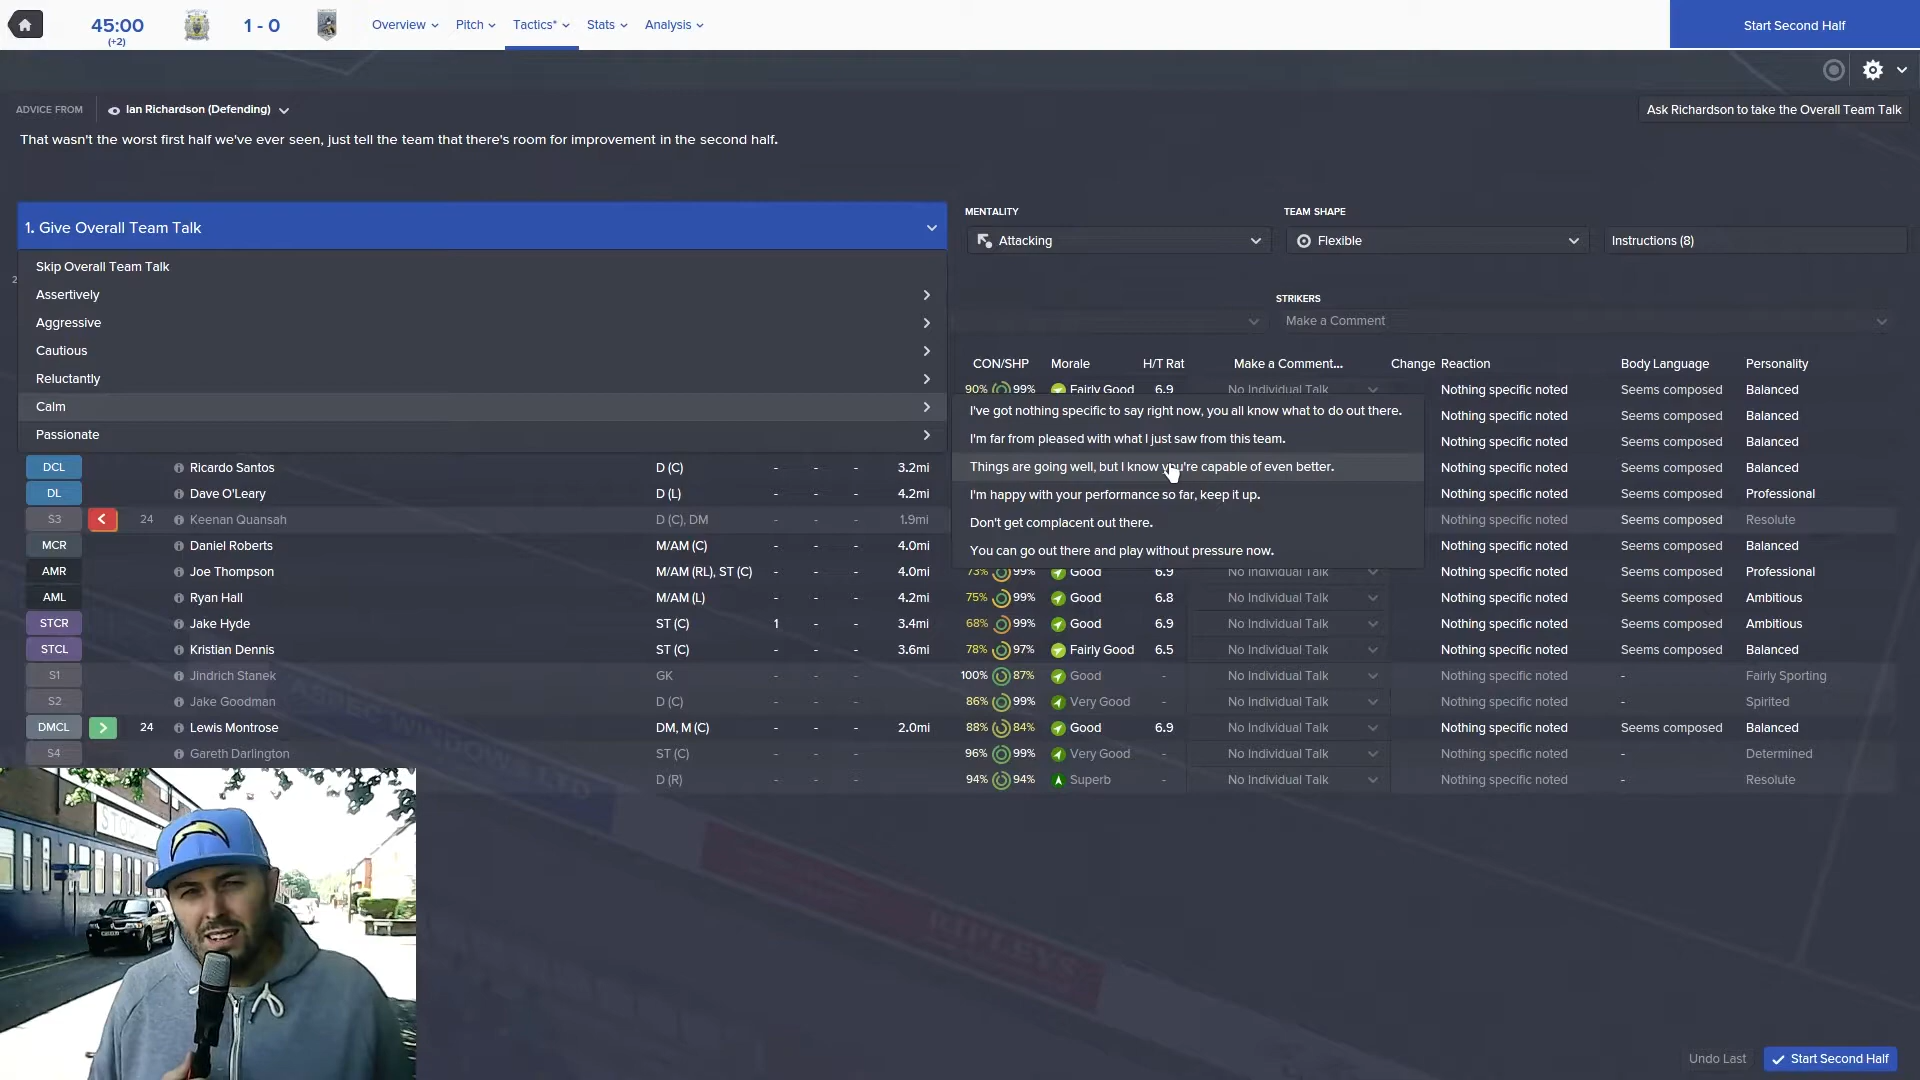 45:00
(+2)
1 - 0
Overview
Pitch
Tactics*
Stats
Analysis
Start Second Half
ADVICE FROM
Ian Richardson (Defending)
Ask Richardson to take the Overall Team Talk
That wasn't the worst first half we've ever seen, just tell the team that there's room for improvement in the second half.
1. Give Overall Team Talk
MENTALITY
Attacking
TEAM SHAPE
Flexible
Instructions (8)
Skip Overall Team Talk
Assertively
Aggressive
Cautious
Reluctantly
Calm
Passionate
2
STRIKERS
Make a Comment
CON/SHP Morale H/T Rat Make a Comment... Change Reaction Body Language Personality
90% 99% Fairly Good 6.9 No Individual Talk Nothing specific noted Seems composed Balanced
Nothing specific noted Seems composed Balanced
Nothing specific noted Seems composed Balanced
I've got nothing specific to say right now, you all know what to do out there.
I'm far from pleased with what I just saw from this team.
Things are going well, but I know you're capable of even better.
I'm happy with your performance so far, keep it up.
Don't get complacent out there.
You can go out there and play without pressure now.
DCL Ricardo Santos D (C) - - - 3.2mi Nothing specific noted Seems composed Balanced
DL Dave O'Leary D (L) - - - 4.2mi Nothing specific noted Seems composed Professional
S3 24 Keenan Quansah D (C), DM - - - 1.9mi Nothing specific noted Seems composed Resolute
MCR Daniel Roberts M/AM (C) - - - 4.0mi Nothing specific noted Seems composed Balanced
AMR Joe Thompson M/AM (RL), ST (C) - - - 4.0mi 73% 99% Good 6.9 No Individual Talk Nothing specific noted Seems composed Professional
AML Ryan Hall M/AM (L) - - - 4.2mi 75% 99% Good 6.8 No Individual Talk Nothing specific noted Seems composed Ambitious
STCR Jake Hyde ST (C) 1 - - 3.4mi 68% 99% Good 6.9 No Individual Talk Nothing specific noted Seems composed Ambitious
STCL Kristian Dennis ST (C) - - - 3.6mi 78% 97% Fairly Good 6.5 No Individual Talk Nothing specific noted Seems composed Balanced
S1 Jindrich Stanek GK - - - 100% 87% Good - No Individual Talk Nothing specific noted - Fairly Sporting
S2 Jake Goodman D (C) - - - 86% 99% Very Good - No Individual Talk Nothing specific noted - Spirited
DMCL 24 Lewis Montrose DM, M (C) - - - 2.0mi 88% 84% Good 6.9 No Individual Talk Nothing specific noted Seems composed Balanced
S4 Gareth Darlington ST (C) - - - 96% 99% Very Good - No Individual Talk Nothing specific noted - Determined
D (R) - - - 94% 94% Superb - No Individual Talk Nothing specific noted - Resolute
WINDOWS LTD
RIPLEYS
Undo Last
Start Second Half